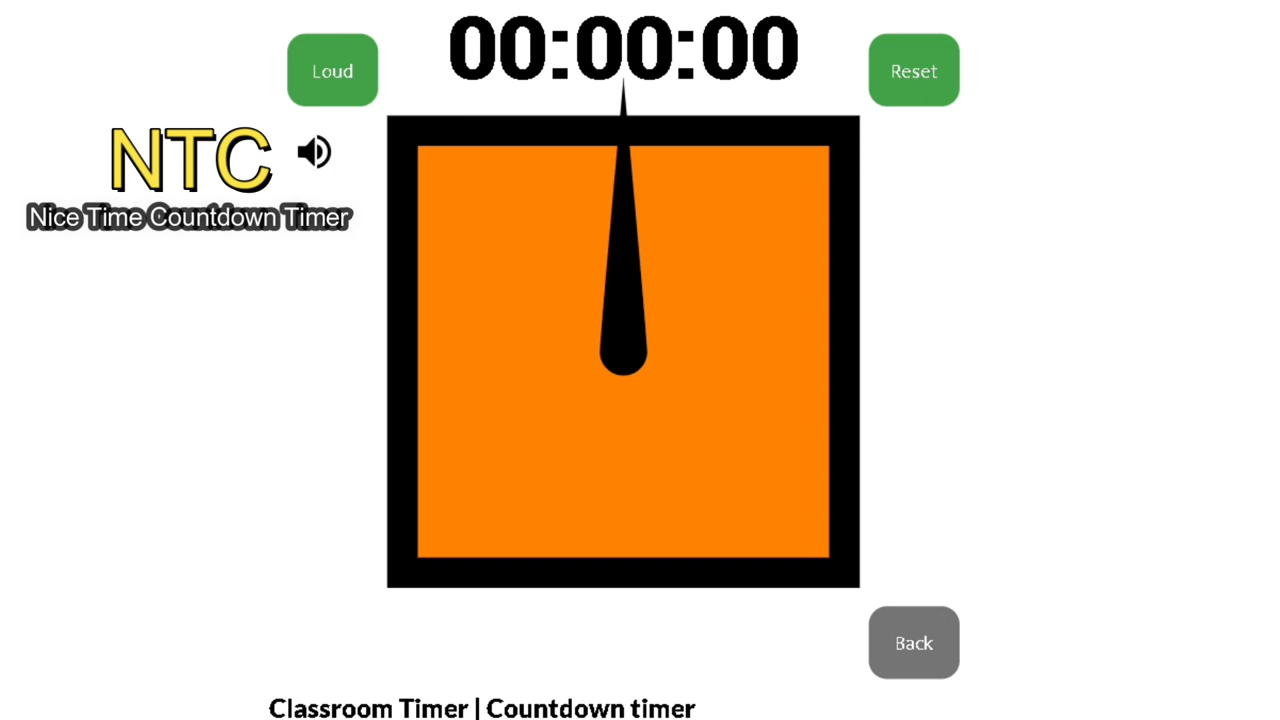 00:00:00
Loud
Reset
NTC
Nice Time Countdown Timer
Back
Classroom Timer | Countdown timer